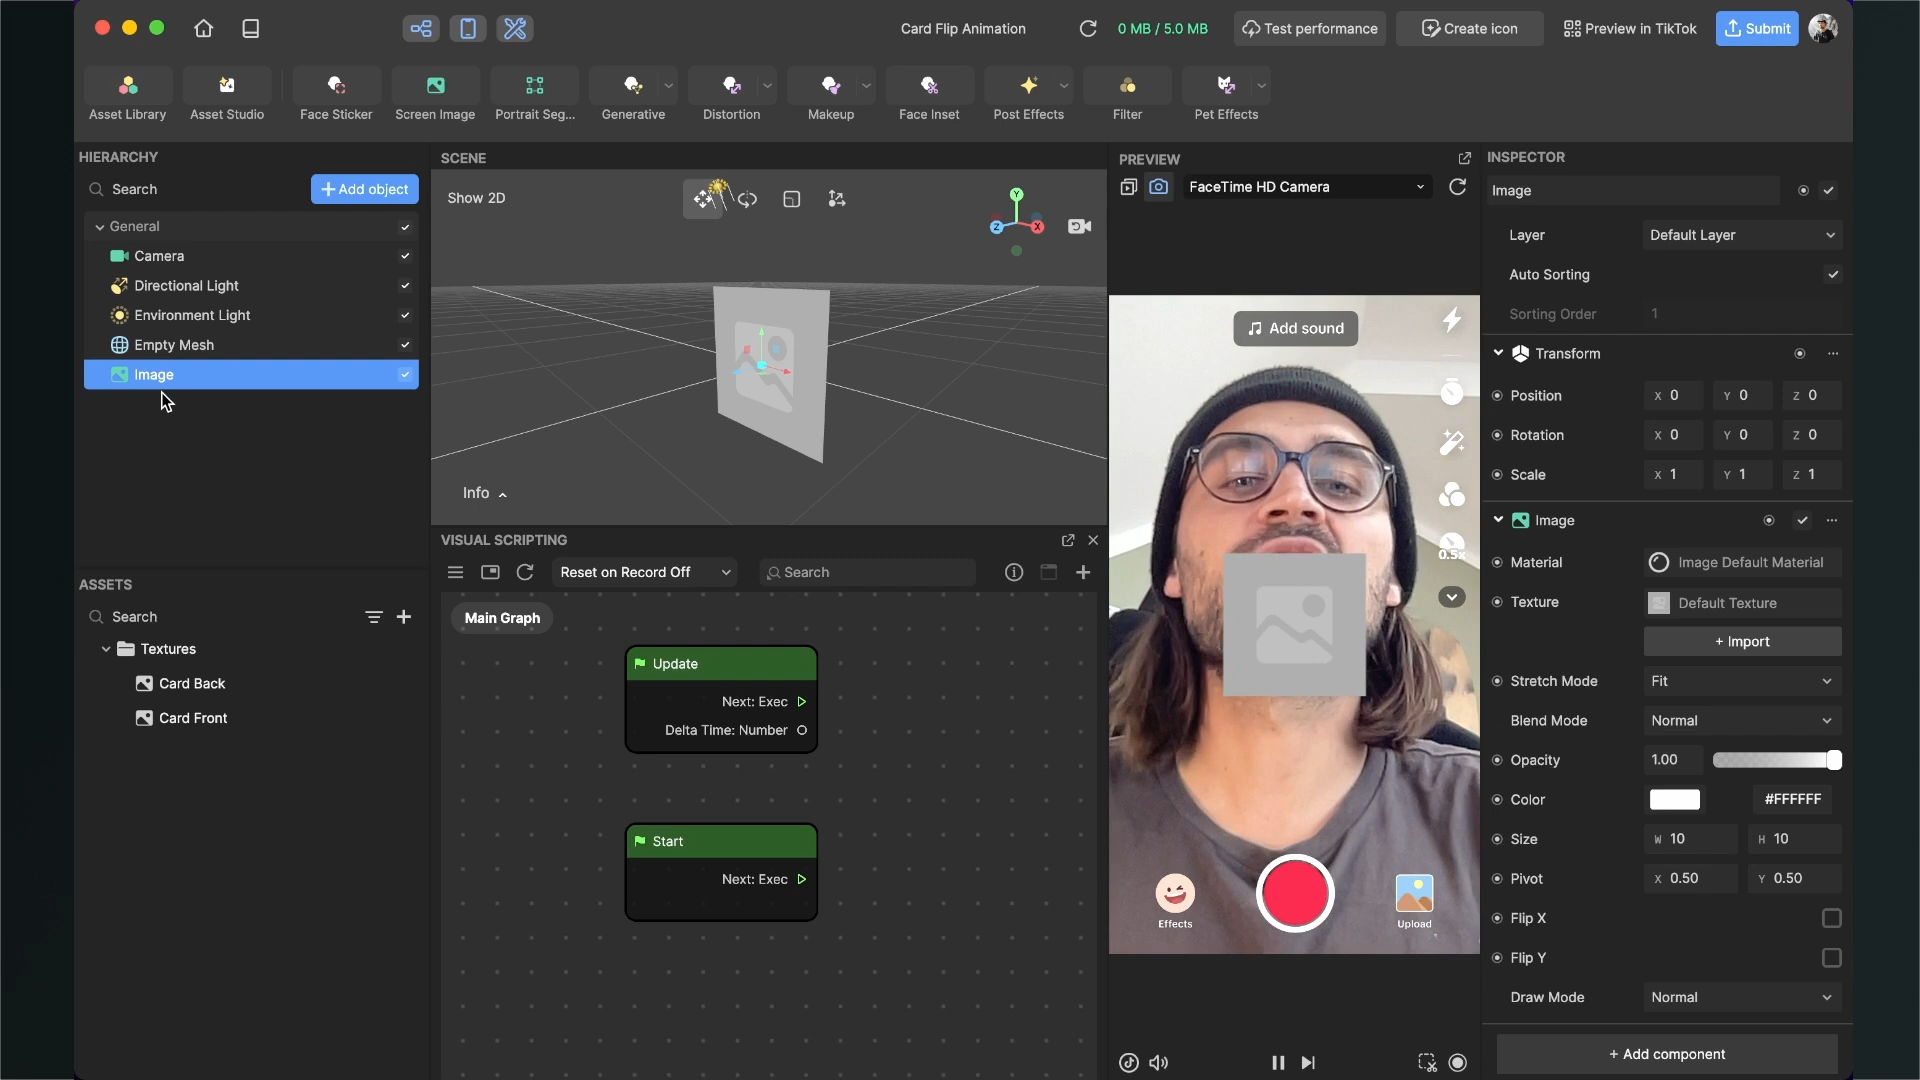 Card Flip Animation
0 MB / 5.0 MB
Test performance
Create icon
Preview in TikTok
Submit
Asset Library
Asset Studio
Face Sticker
Screen Image
Portrait Seg...
Generative
Distortion
Makeup
Face Inset
Post Effects
Filter
Pet Effects
HIERARCHY
Search
+ Add object
General
Camera
Directional Light
Environment Light
Empty Mesh
Image
ASSETS
Search
Textures
Card Back
Card Front
SCENE
Show 2D
Y
Z
X
Info
VISUAL SCRIPTING
Reset on Record Off
Search
Main Graph
Update
Next: Exec
Delta Time: Number
Start
Next: Exec
PREVIEW
FaceTime HD Camera
Add sound
0.5x
Effects
Upload
INSPECTOR
Image
Layer
Default Layer
Auto Sorting
Sorting Order
1
Transform
Position
X 0
Y 0
Z 0
Rotation
X 0
Y 0
Z 0
Scale
X 1
Y 1
Z 1
Image
Material
Image Default Material
Texture
Default Texture
+ Import
Stretch Mode
Fit
Blend Mode
Normal
Opacity
1.00
Color
#FFFFFF
Size
W 10
H 10
Pivot
X 0.50
Y 0.50
Flip X
Flip Y
Draw Mode
Normal
+ Add component